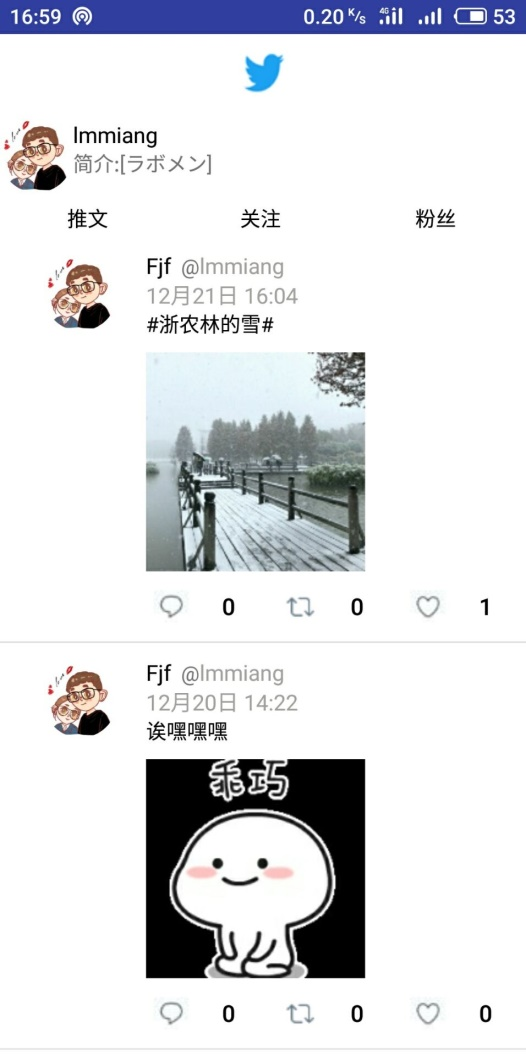 16:59 0.20 K/s 4G 53
lmmiang
简介:[ラボメン]
推文 关注 粉丝
Fjf @lmmiang
12月21日 16:04
#浙农林的雪#
0 0 1
Fjf @lmmiang
12月20日 14:22
诶嘿嘿嘿
乖巧
0 0 0